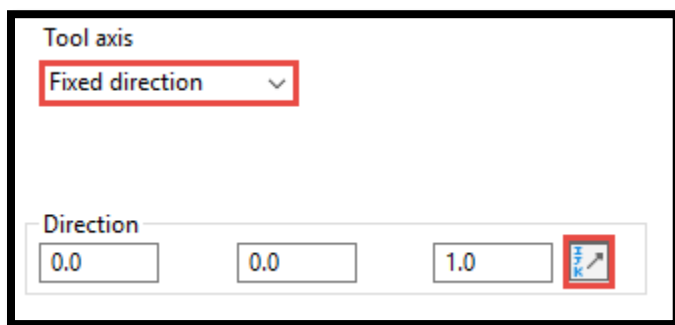 Tool axis
Fixed direction
Direction
0.0 0.0 1.0 I J K